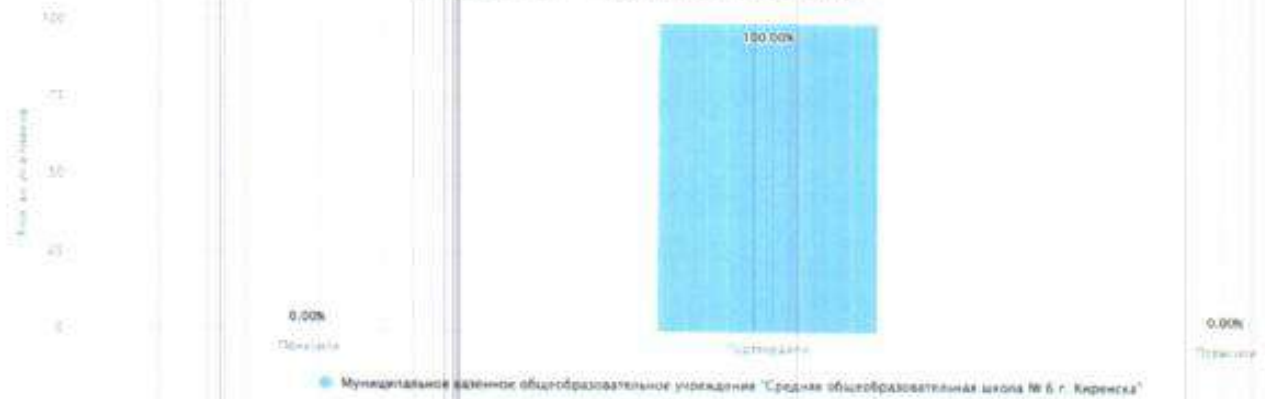 100
100.00%
75
50
25
0
0.00%
0.00%
Понизили
Подтвердили
Повысили
Муниципальное казенное общеобразовательное учреждение "Средняя общеобразовательная школа № 6 г. Киренска"